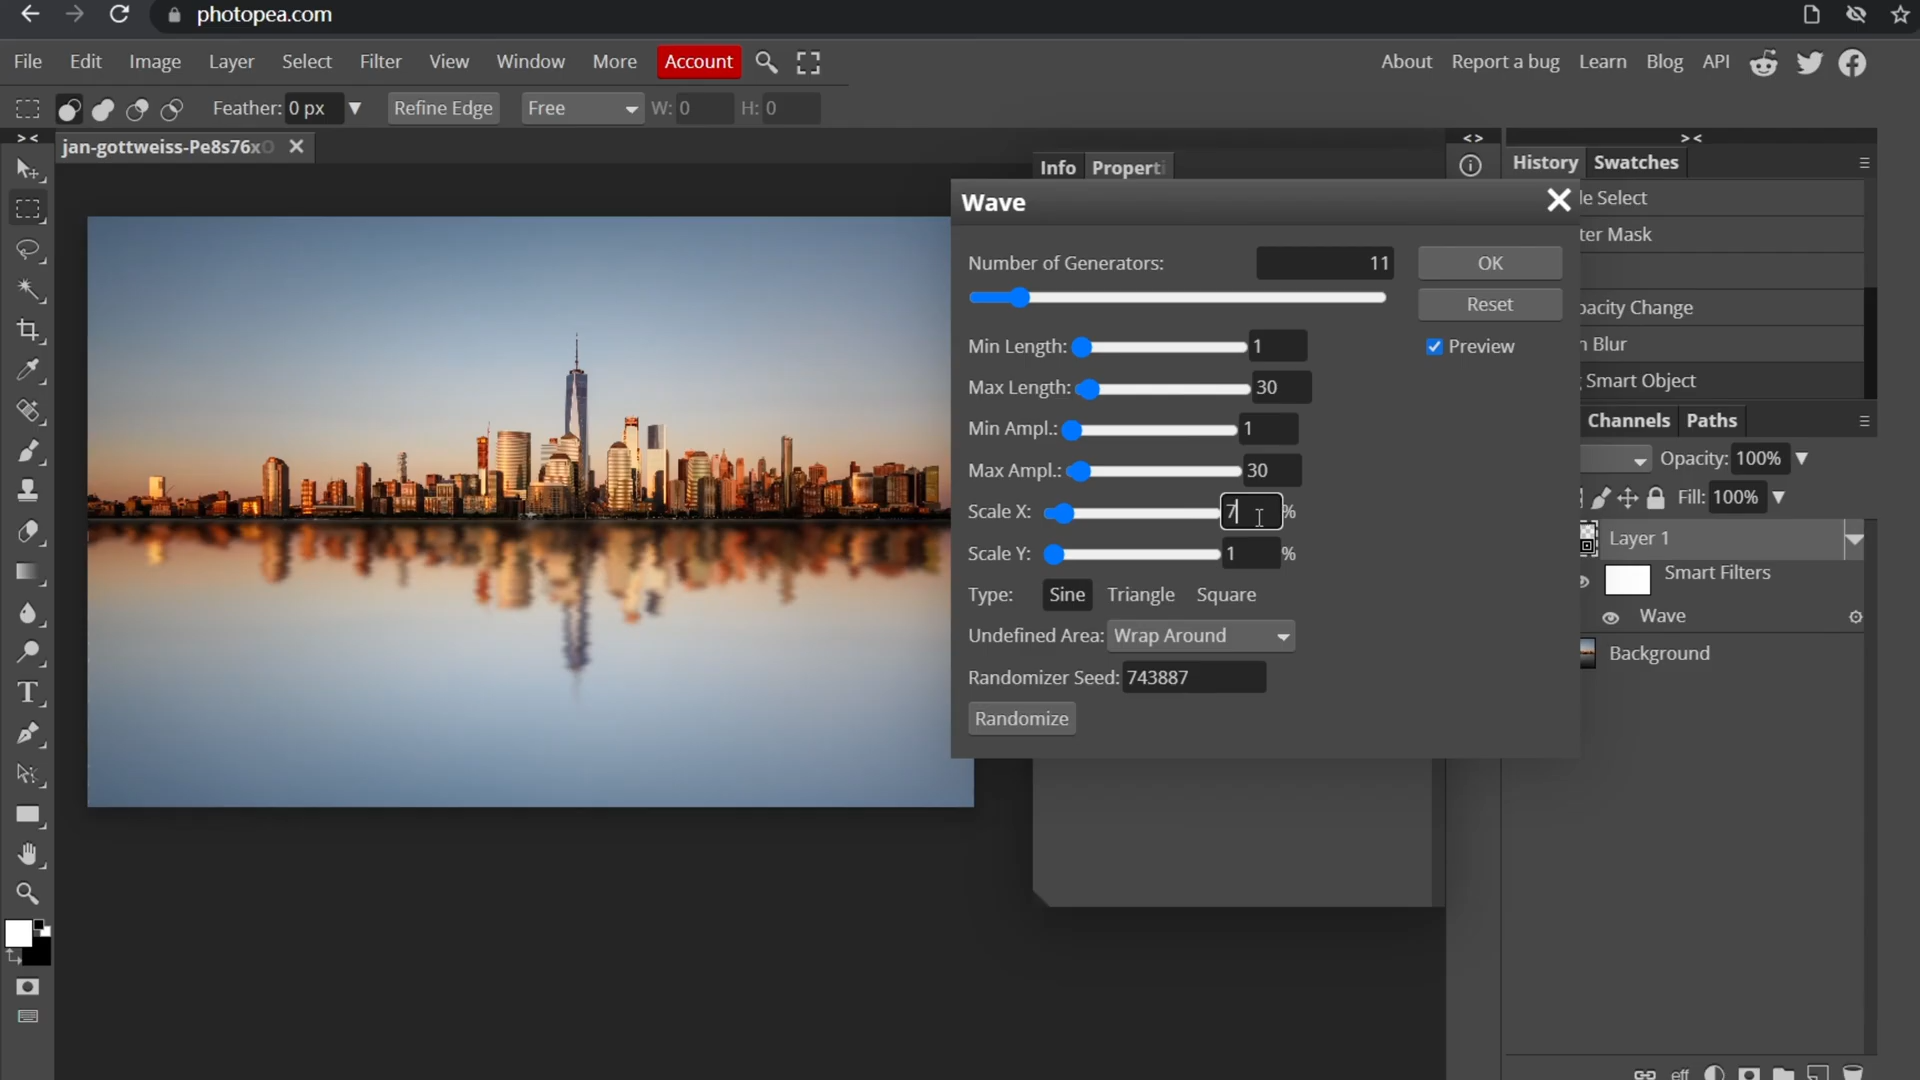 photopea.com
File Edit Image Layer Select Filter View Window More Account
About Report a bug Learn Blog API
Feather: 0 px Refine Edge Free W: 0 H: 0
> < jan-gottweiss-Pe8s76xO < > > <
Info Properti History Swatches
Wave
Number of Generators: 11 OK
Reset
Min Length: 1 Preview
Max Length: 30
Min Ampl.: 1
Max Ampl.: 30
Scale X: 7 %
Scale Y: 1 %
Type: Sine Triangle Square
Undefined Area: Wrap Around
Randomizer Seed: 743887
Randomize
le Select
ter Mask
pacity Change
n Blur
Smart Object
Channels Paths
Opacity: 100%
Fill: 100%
Layer 1
Smart Filters
Wave
Background
T
eff